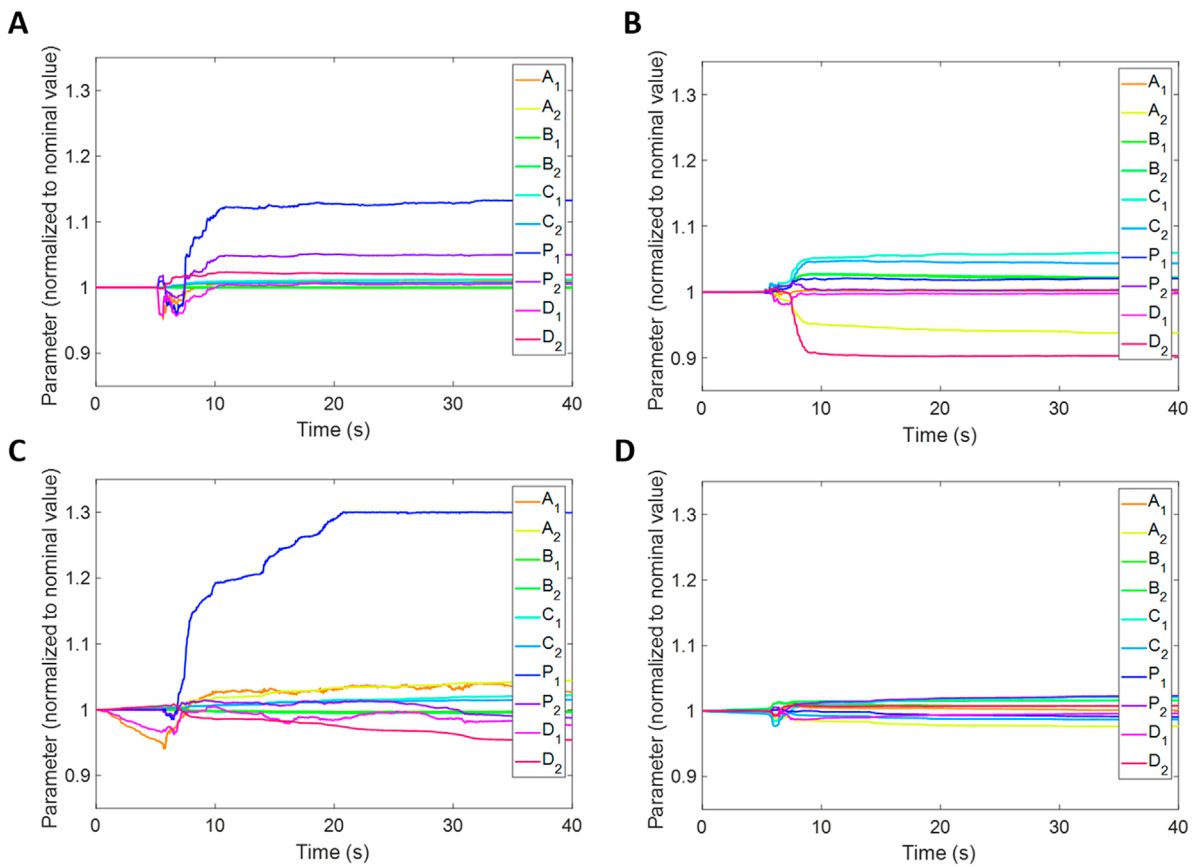 A
Parameter (normalized to nominal value)
1.3
1.2
1.1
1
0.9
0 10 20 30 40
Time (s)
A1
A2
B1
B2
C1
C2
P1
P2
D1
D2
B
Parameter (normalized to nominal value)
1.3
1.2
1.1
1
0.9
0 10 20 30 40
Time (s)
A1
A2
B1
B2
C1
C2
P1
P2
D1
D2
C
Parameter (normalized to nominal value)
1.3
1.2
1.1
1
0.9
0 10 20 30 40
Time (s)
A1
A2
B1
B2
C1
C2
P1
P2
D1
D2
D
Parameter (normalized to nominal value)
1.3
1.2
1.1
1
0.9
0 10 20 30 40
Time (s)
A1
A2
B1
B2
C1
C2
P1
P2
D1
D2